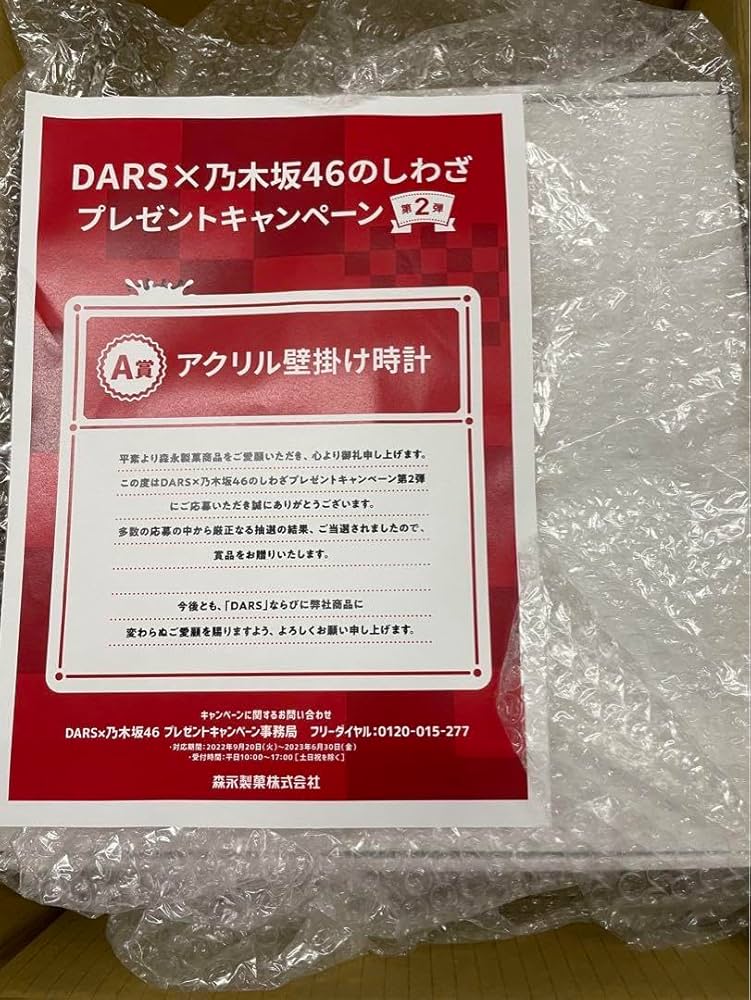 DARS×乃木坂46のしわざ
プレゼントキャンペーン 第2弾
A賞 アクリル壁掛け時計
平素より森永製菓商品をご愛顧いただき、心より御礼申し上げます。
この度はDARS×乃木坂46のしわざプレゼントキャンペーン第2弾
にご応募いただき誠にありがとうございます。
多数の応募の中から厳正なる抽選の結果、ご当選されましたので、
賞品をお贈りいたします。
今後とも、「DARS」ならびに弊社商品に
変わらぬご愛顧を賜りますよう、よろしくお願い申し上げます。
キャンペーンに関するお問い合わせ
DARS×乃木坂46 プレゼントキャンペーン事務局 フリーダイヤル:0120-015-277
・対応期間:2022年9月20日(火)〜2023年6月30日(金)
・受付時間:平日10:00〜17:00[土日祝を除く]
森永製菓株式会社